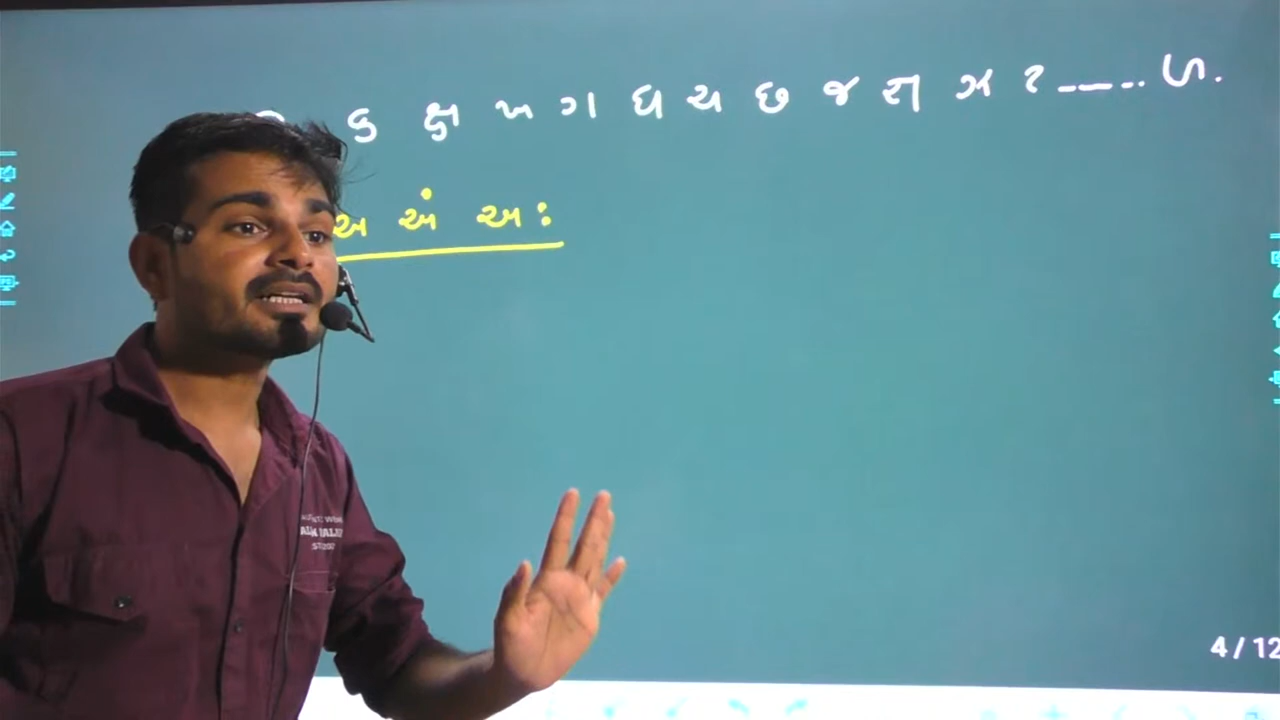 ક ક્ષ ખ ગ ઘ ચ છ જ જ્ઞ ઝ ટ ----.. ળ.
અ અં અઃ
4 / 12